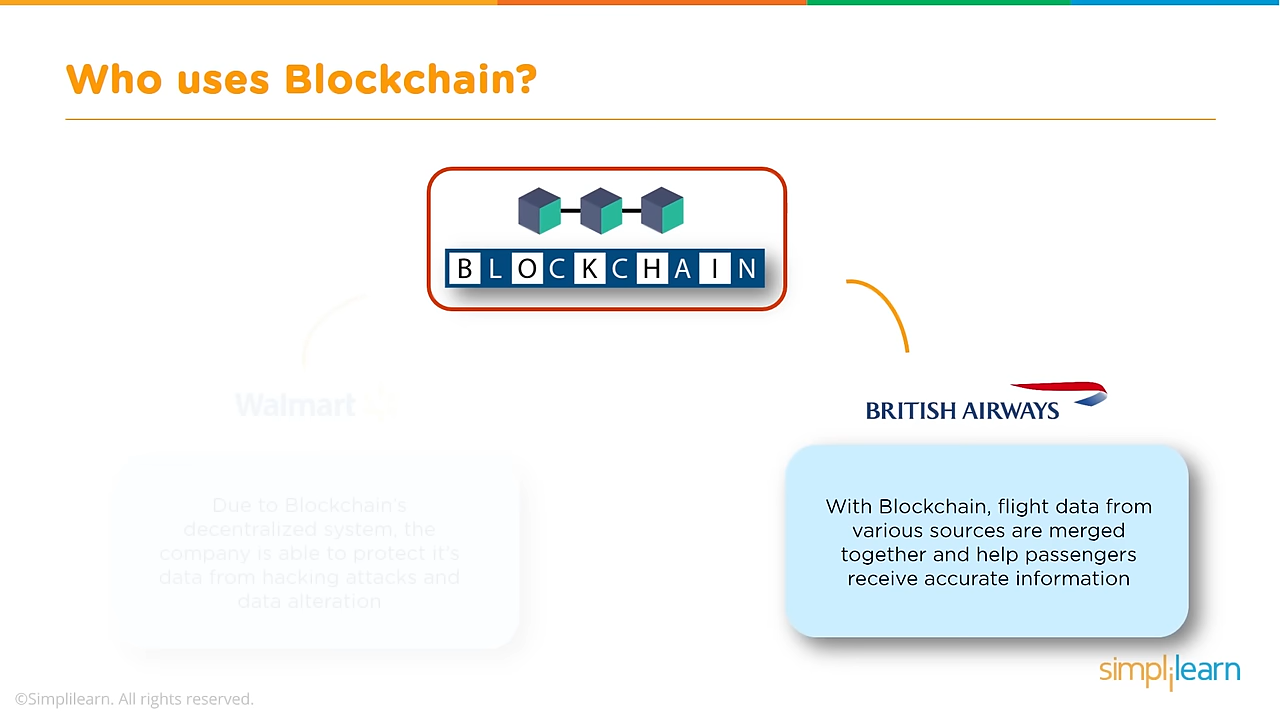 Who uses Blockchain?
BLOCKCHAIN
Walmart
BRITISH AIRWAYS
Due to Blockchain's
decentralized system, the
company is able to protect it's
data from hacking attacks and
data alteration
With Blockchain, flight data from
various sources are merged
together and help passengers
receive accurate information
simplilearn
©Simplilearn. All rights reserved.